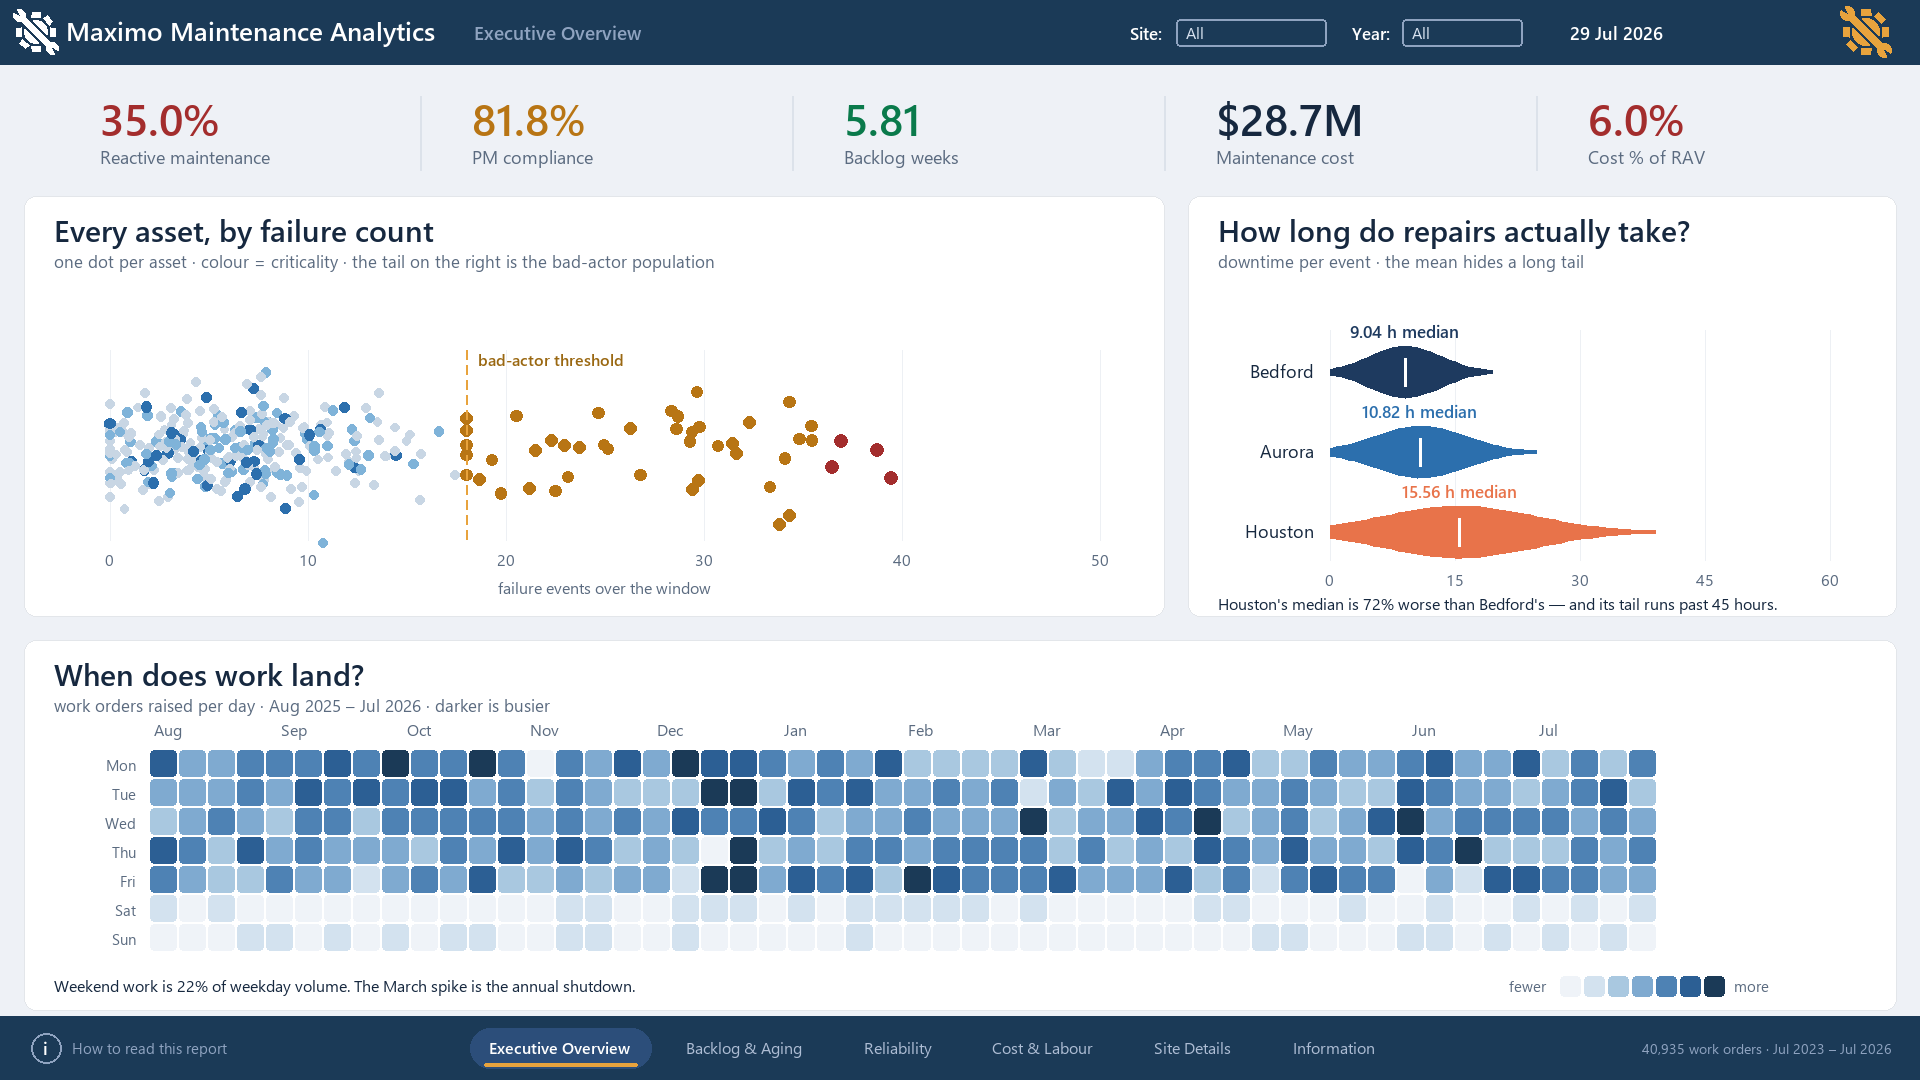 Maximo Maintenance Analytics
Executive Overview
Site: All
Year: All
29 Jul 2026
35.0%
Reactive maintenance
81.8%
PM compliance
5.81
Backlog weeks
$28.7M
Maintenance cost
6.0%
Cost % of RAV
Every asset, by failure count
one dot per asset · colour = criticality · the tail on the right is the bad-actor population
bad-actor threshold
0 10 20 30 40 50
failure events over the window
How long do repairs actually take?
downtime per event · the mean hides a long tail
9.04 h median
Bedford
10.82 h median
Aurora
15.56 h median
Houston
0 15 30 45 60
Houston's median is 72% worse than Bedford's — and its tail runs past 45 hours.
When does work land?
work orders raised per day · Aug 2025 – Jul 2026 · darker is busier
Aug Sep Oct Nov Dec Jan Feb Mar Apr May Jun Jul
Mon
Tue
Wed
Thu
Fri
Sat
Sun
Weekend work is 22% of weekday volume. The March spike is the annual shutdown.
fewer more
i How to read this report
Executive Overview
Backlog & Aging
Reliability
Cost & Labour
Site Details
Information
40,935 work orders · Jul 2023 – Jul 2026